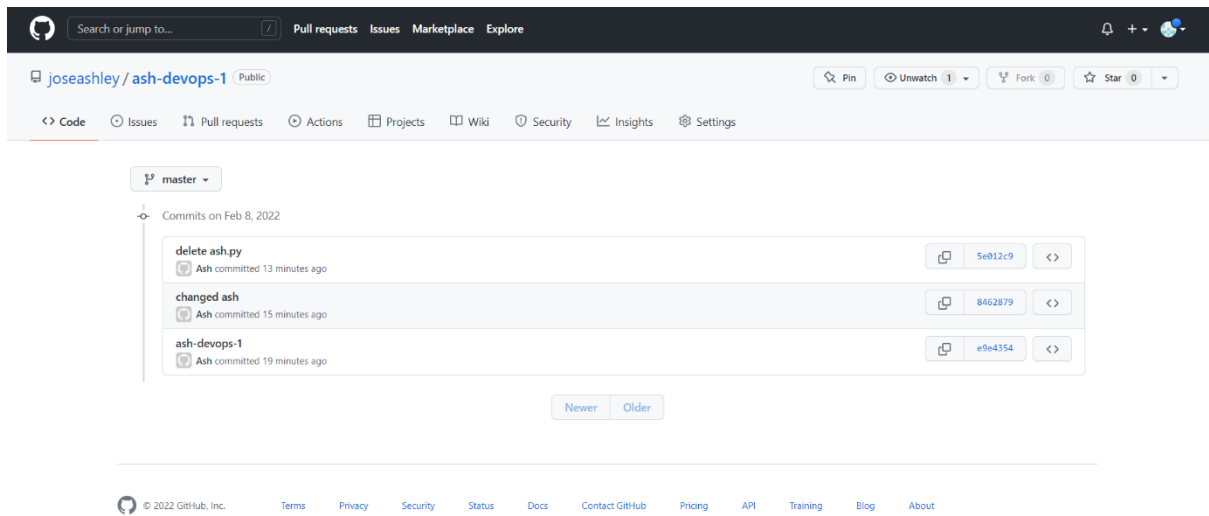 Search or jump to... / Pull requests Issues Marketplace Explore
joseashley / ash-devops-1 Public Pin Unwatch 1 Fork 0 Star 0
<> Code Issues Pull requests Actions Projects Wiki Security Insights Settings
master
Commits on Feb 8, 2022
delete ash.py
Ash committed 13 minutes ago 5e012c9 <>
changed ash
Ash committed 15 minutes ago 8462879 <>
ash-devops-1
Ash committed 19 minutes ago e9e4354 <>
Newer Older
© 2022 GitHub, Inc. Terms Privacy Security Status Docs Contact GitHub Pricing API Training Blog About